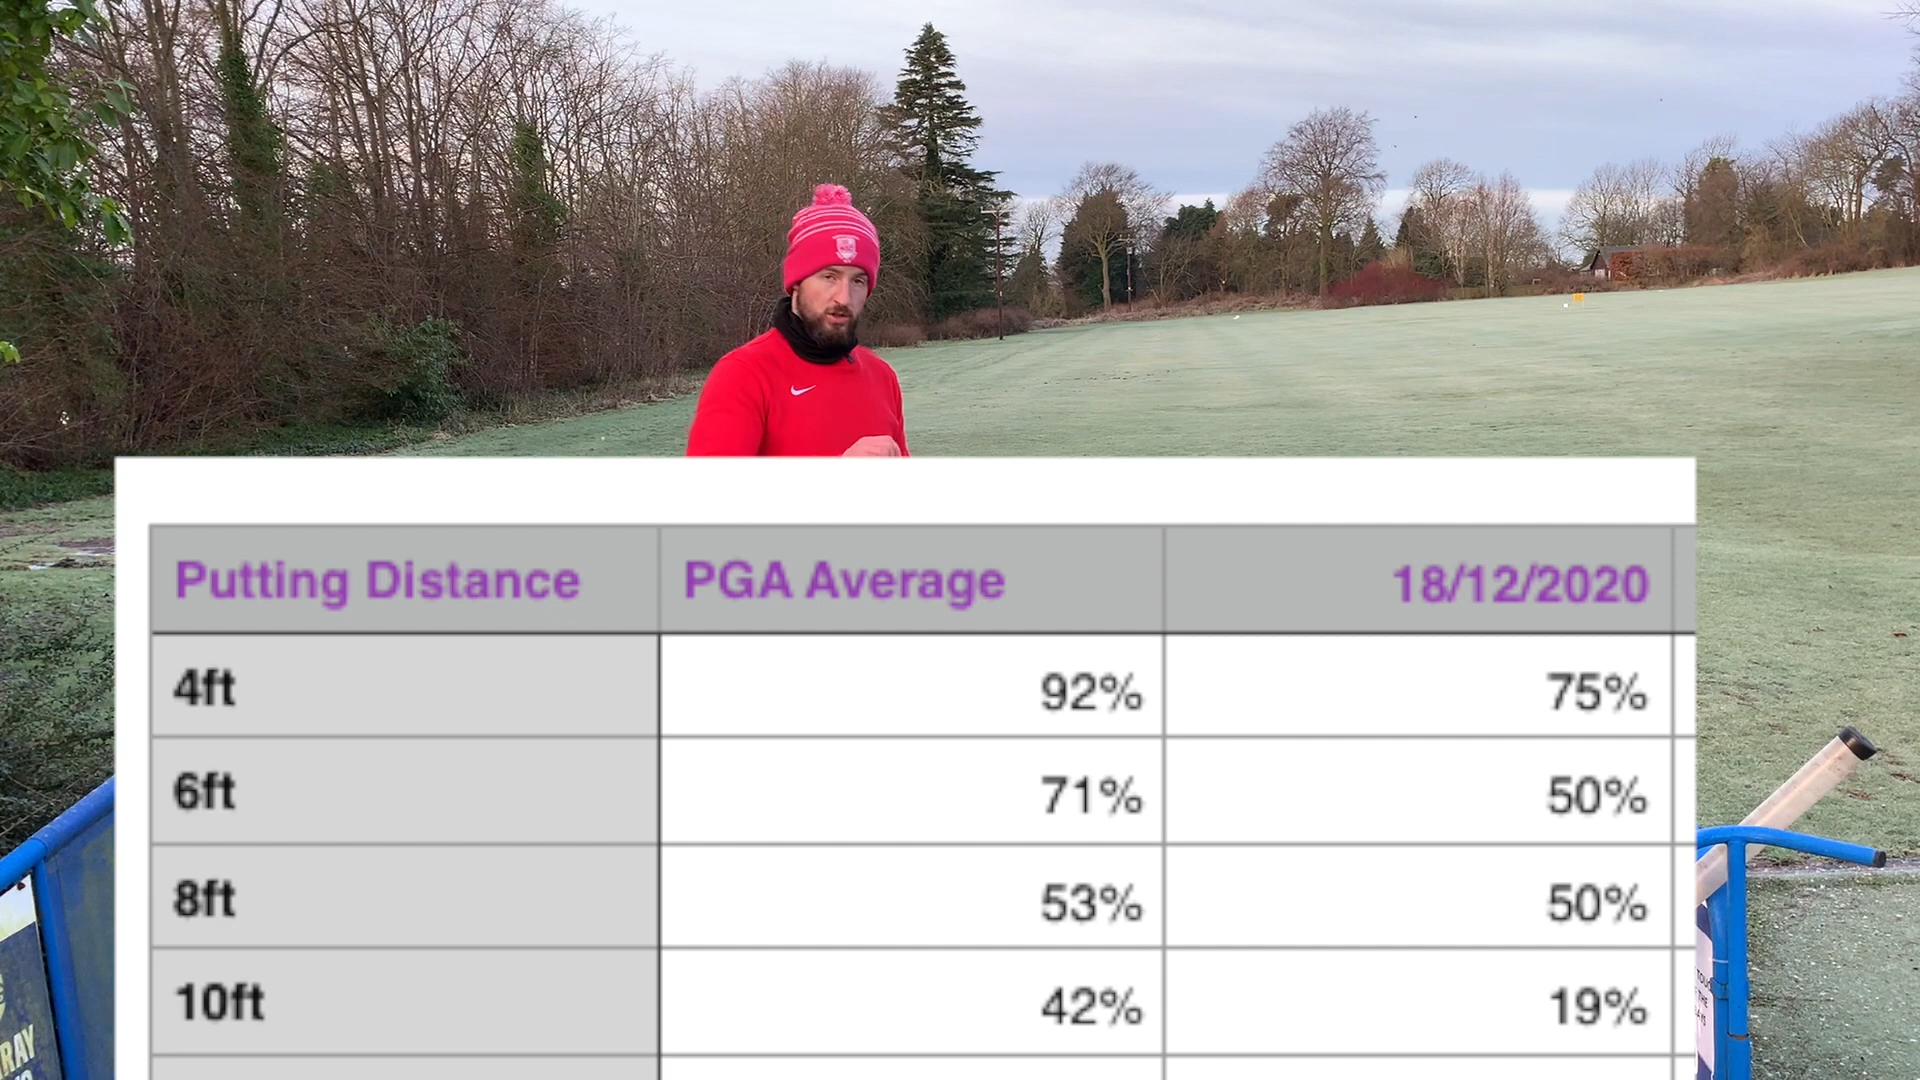 Putting Distance PGA Average 18/12/2020
4ft 92% 75%
6ft 71% 50%
8ft 53% 50%
10ft 42% 19%
RAY